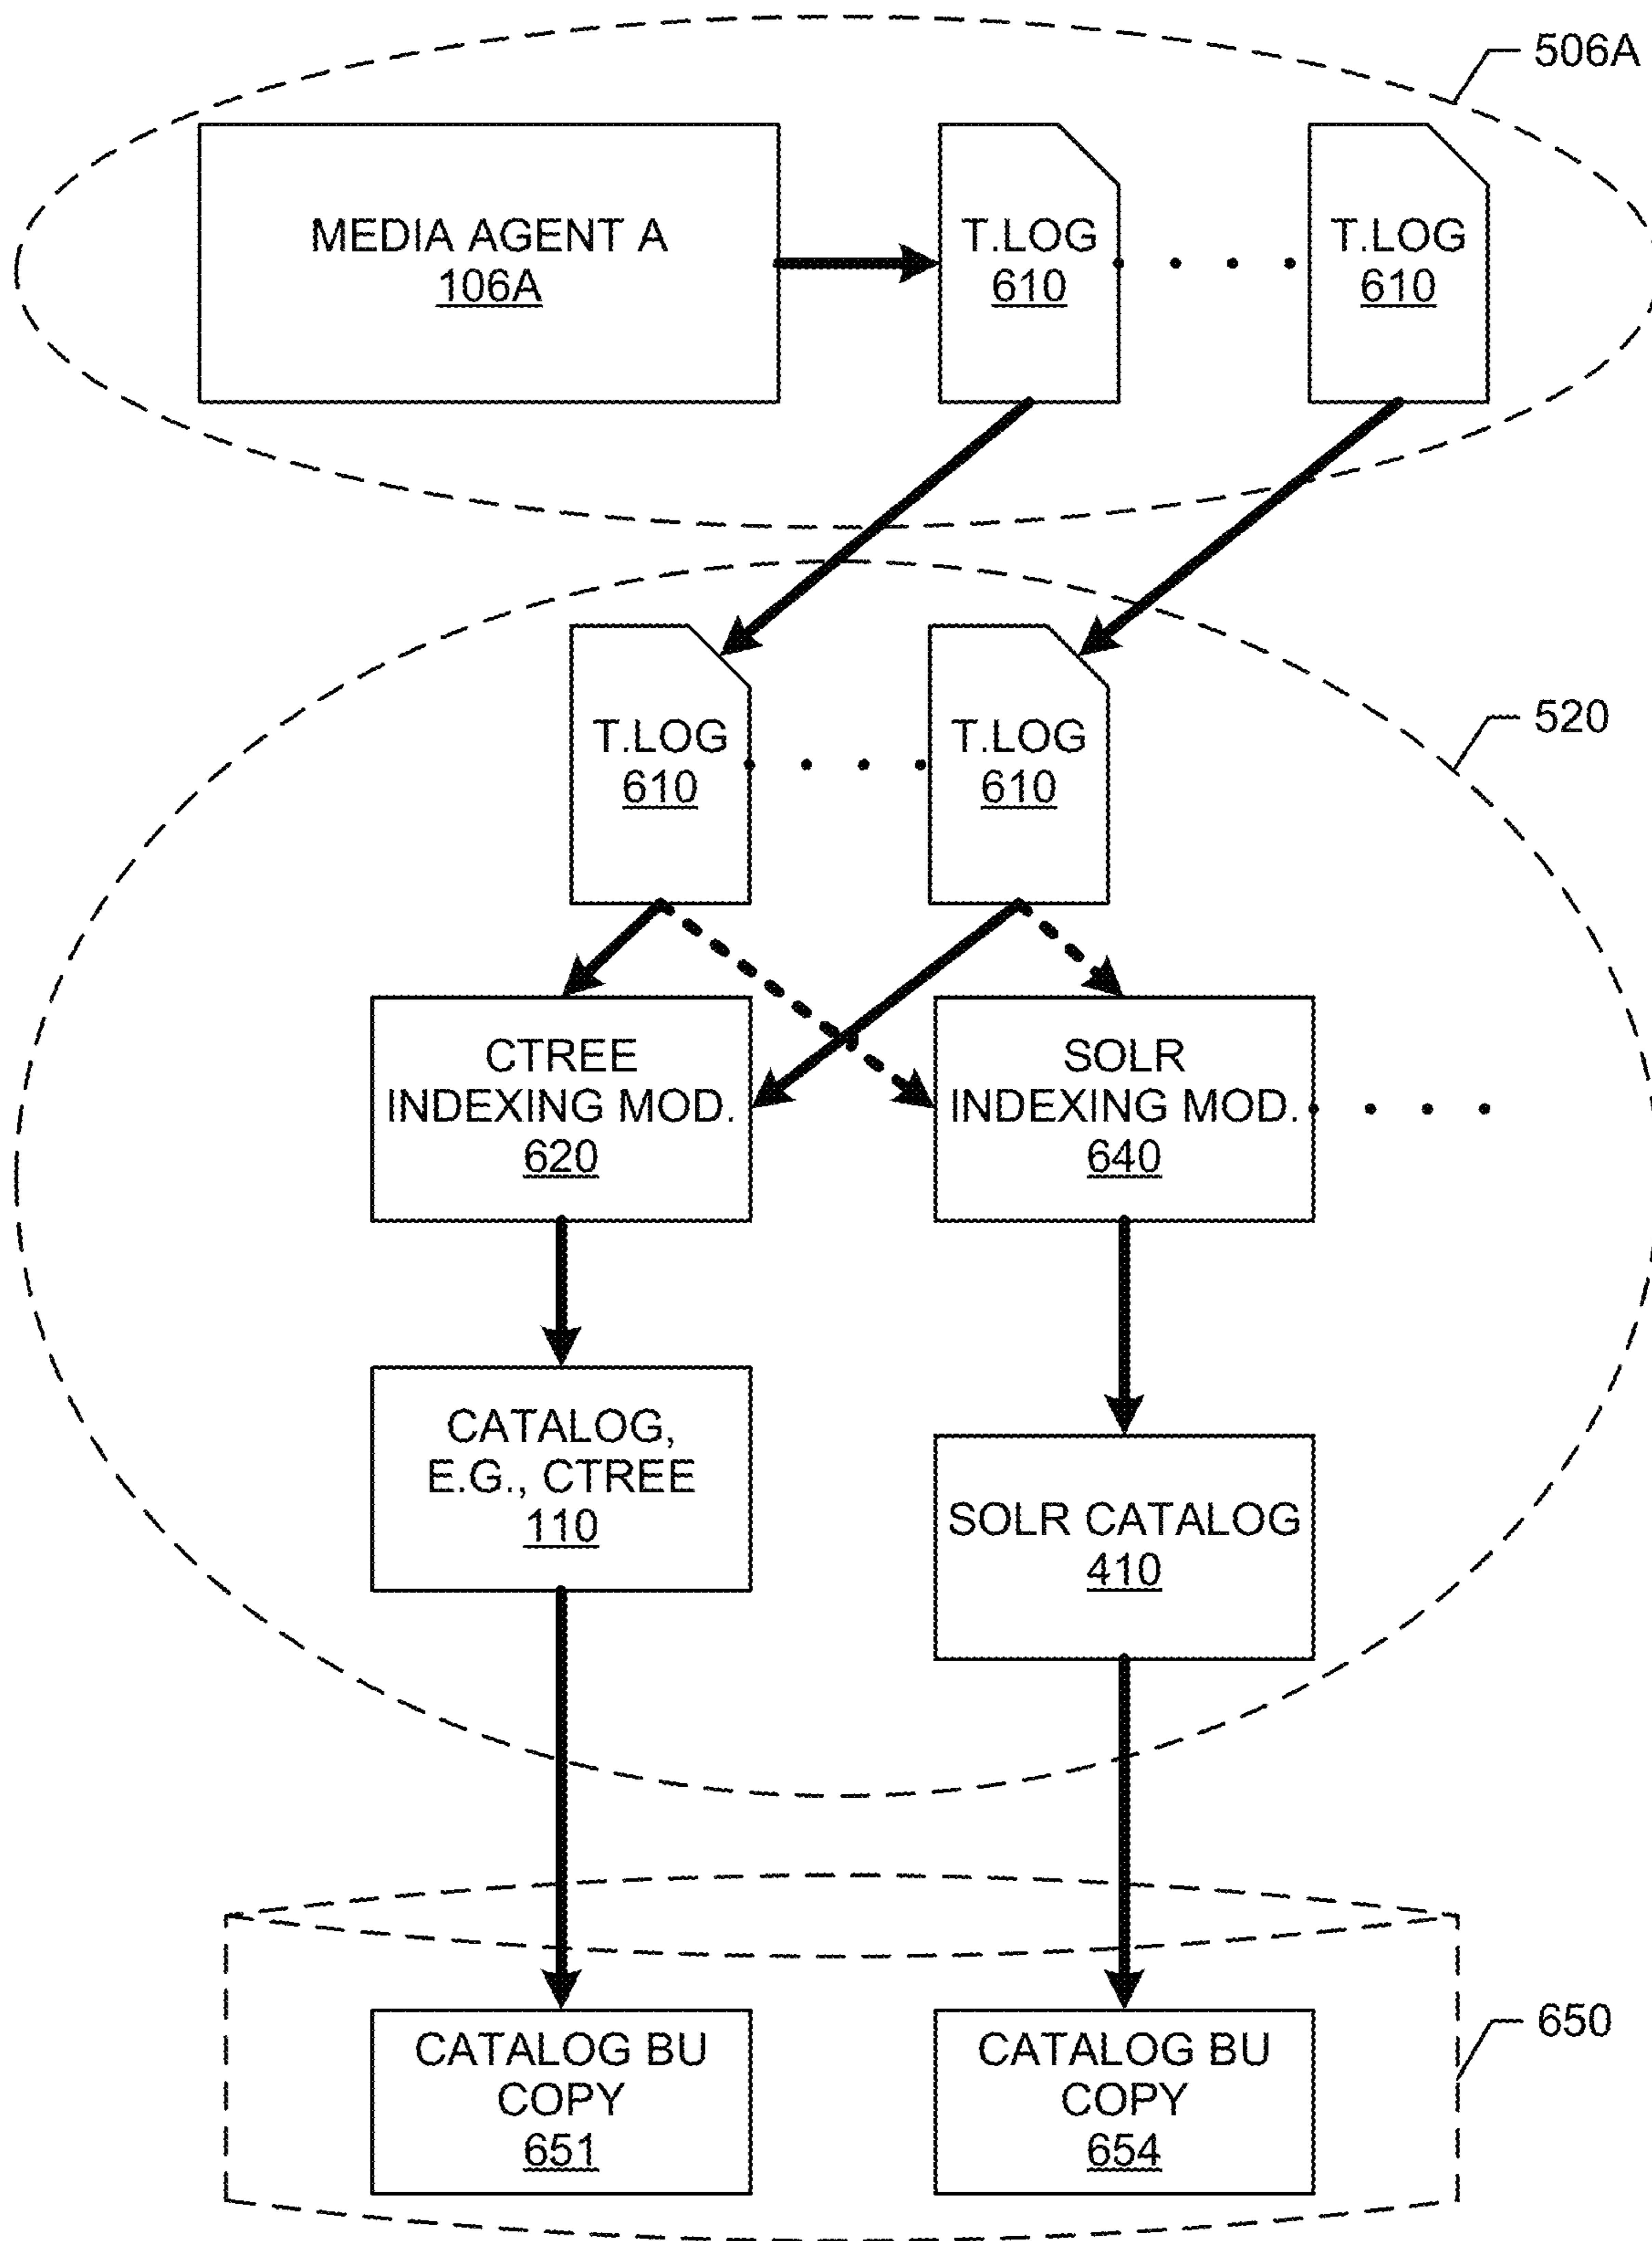 506A
MEDIA AGENT A
106A
T.LOG
610
T.LOG
610
520
T.LOG
610
T.LOG
610
CTREE
INDEXING MOD.
620
SOLR
INDEXING MOD.
640
CATALOG,
E.G., CTREE
110
SOLR CATALOG
410
650
CATALOG BU
COPY
651
CATALOG BU
COPY
654